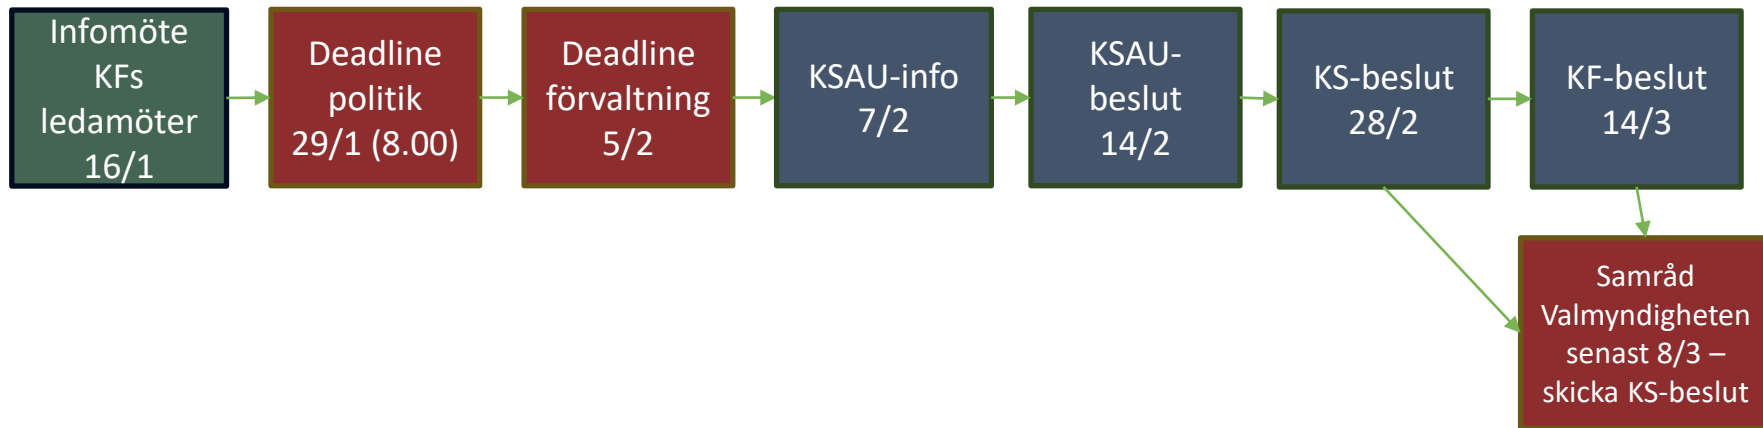 Infomöte
KFs
ledamöter
16/1
Deadline
politik
29/1 (8.00)
Deadline
förvaltning
5/2
KSAU-info
7/2
KSAU-
beslut
14/2
KS-beslut
28/2
KF-beslut
14/3
Samråd
Valmyndigheten
senast 8/3 –
skicka KS-beslut